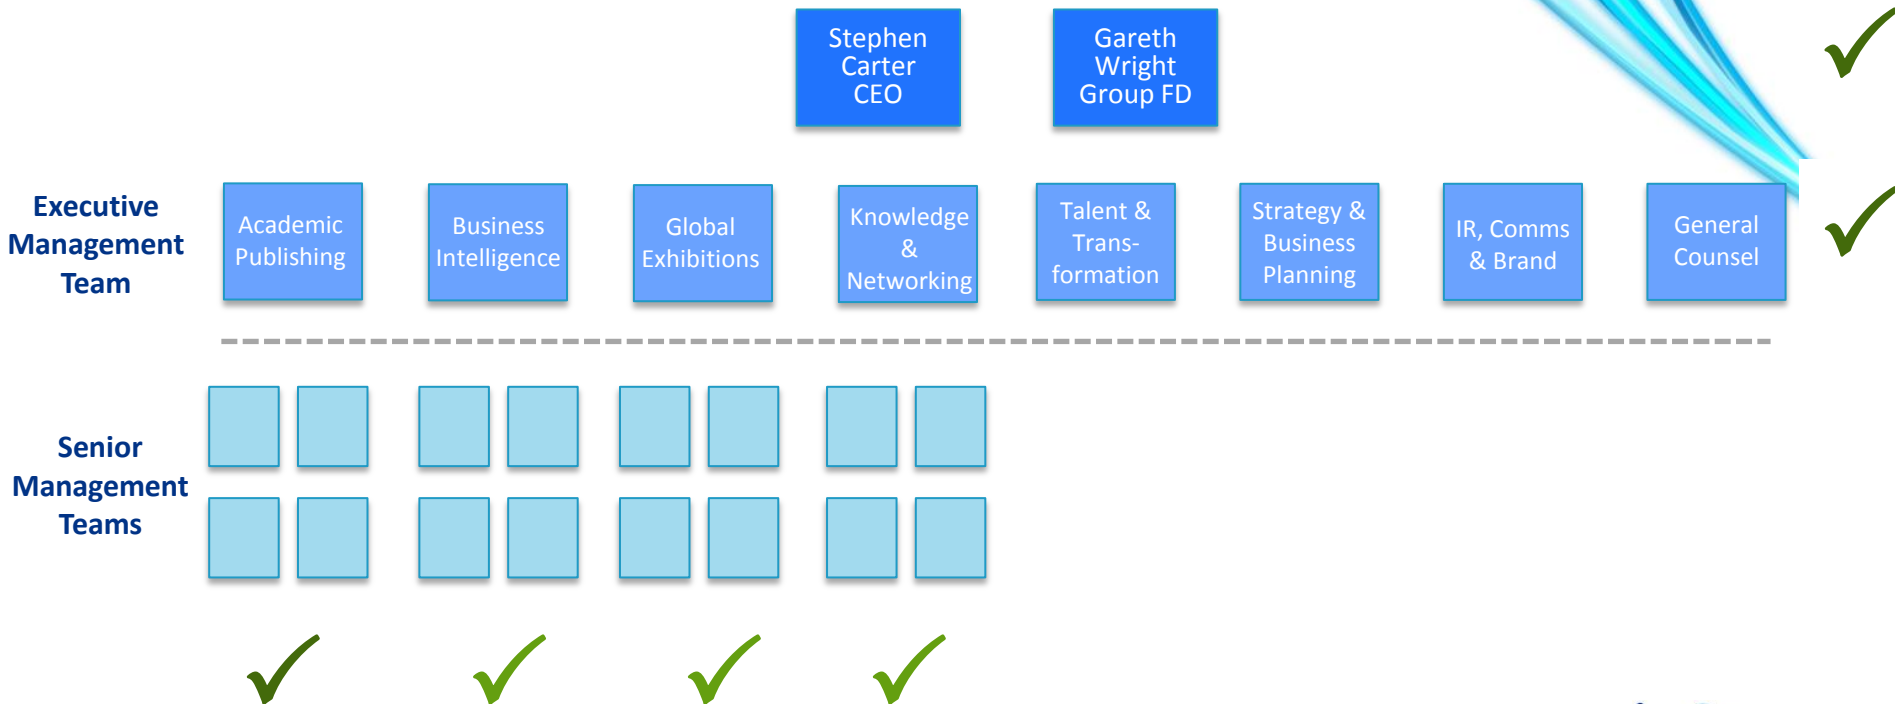 Stephen
Carter
CEO
Gareth
Wright
Group FD
Executive
Management
Team
Academic
Publishing
Business
Intelligence
Global
Exhibitions
Knowledge
&
Networking
Talent &
Trans-
formation
Strategy &
Business
Planning
IR, Comms
& Brand
General
Counsel
Senior
Management
Teams